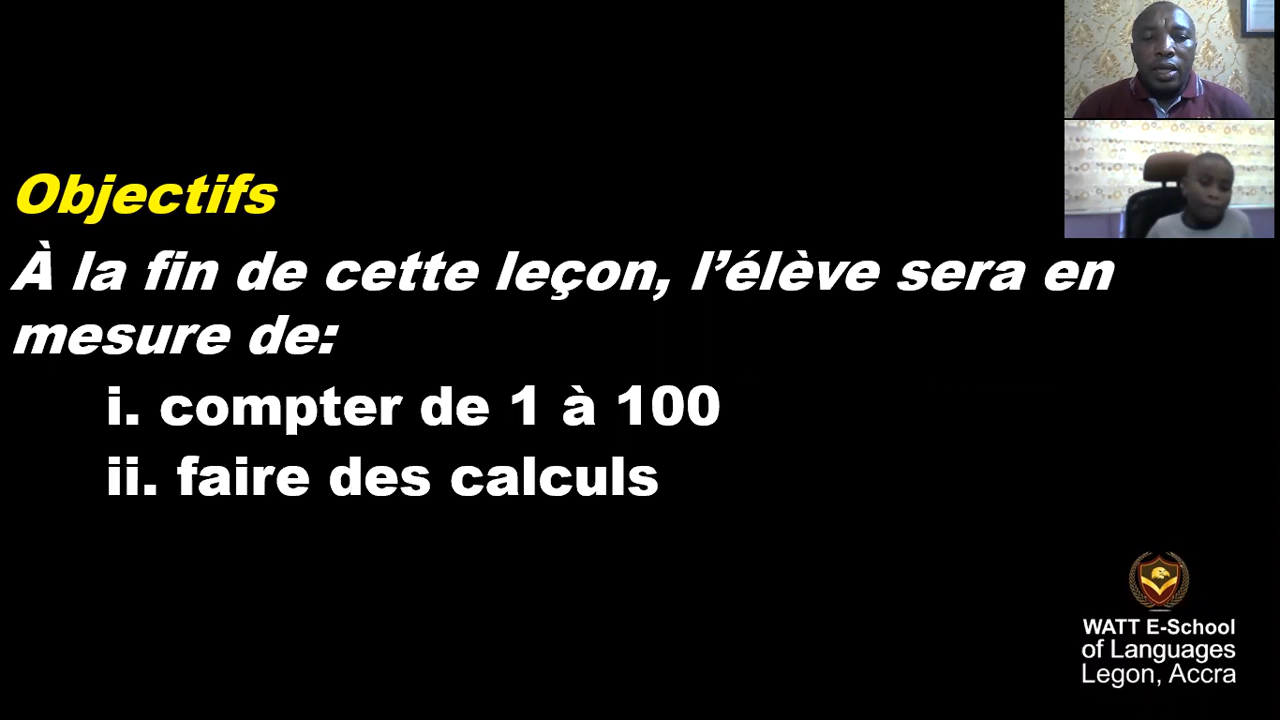 Objectifs
À la fin de cette leçon, l’élève sera en
mesure de:
i. compter de 1 à 100
ii. faire des calculs
WATT E-School
of Languages
Legon, Accra